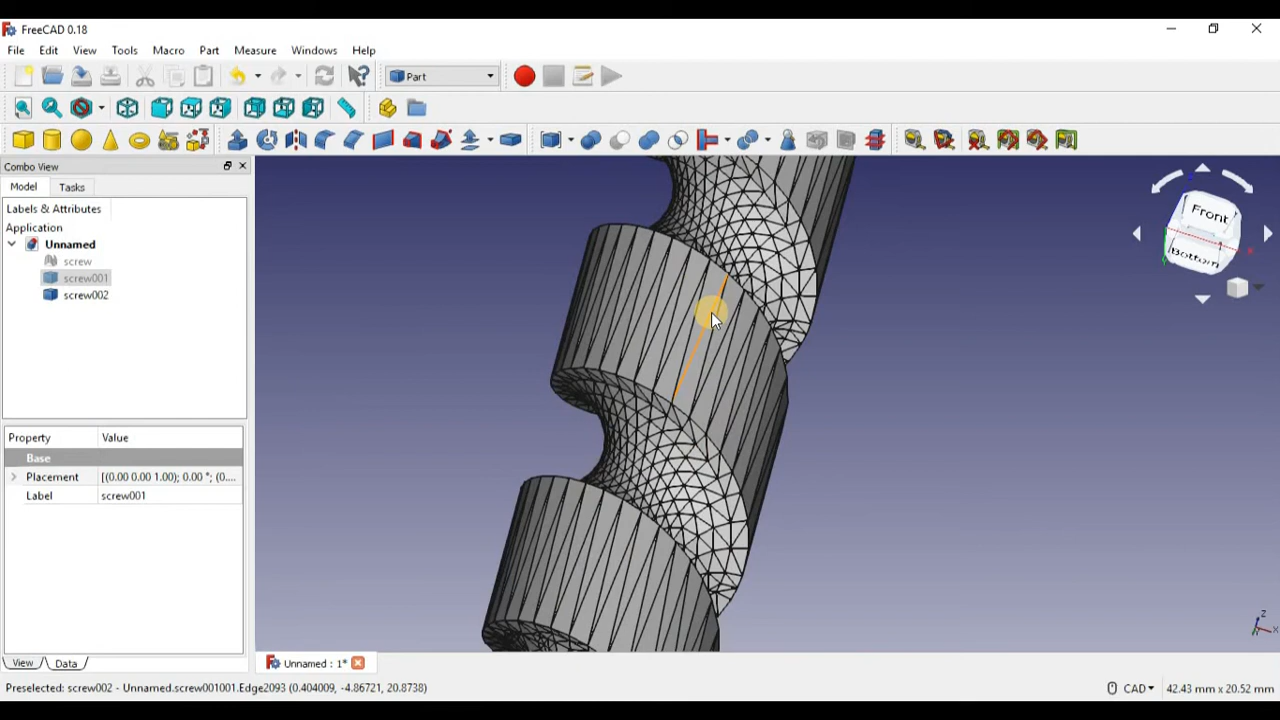 FreeCAD 0.18
File Edit View Tools Macro Part Measure Windows Help
Part
Combo View
Model Tasks
Labels & Attributes
Application
Unnamed
screw
screw001
screw002
Property Value
Base
Placement [(0.00 0.00 1.00); 0.00 °; (0....
Label screw001
View Data
Front
Bottom
Z
X
Unnamed : 1*
Preselected: screw002 - Unnamed.screw001001.Edge2093 (0.404009, -4.86721, 20.8738)
CAD
42.43 mm x 20.52 mm